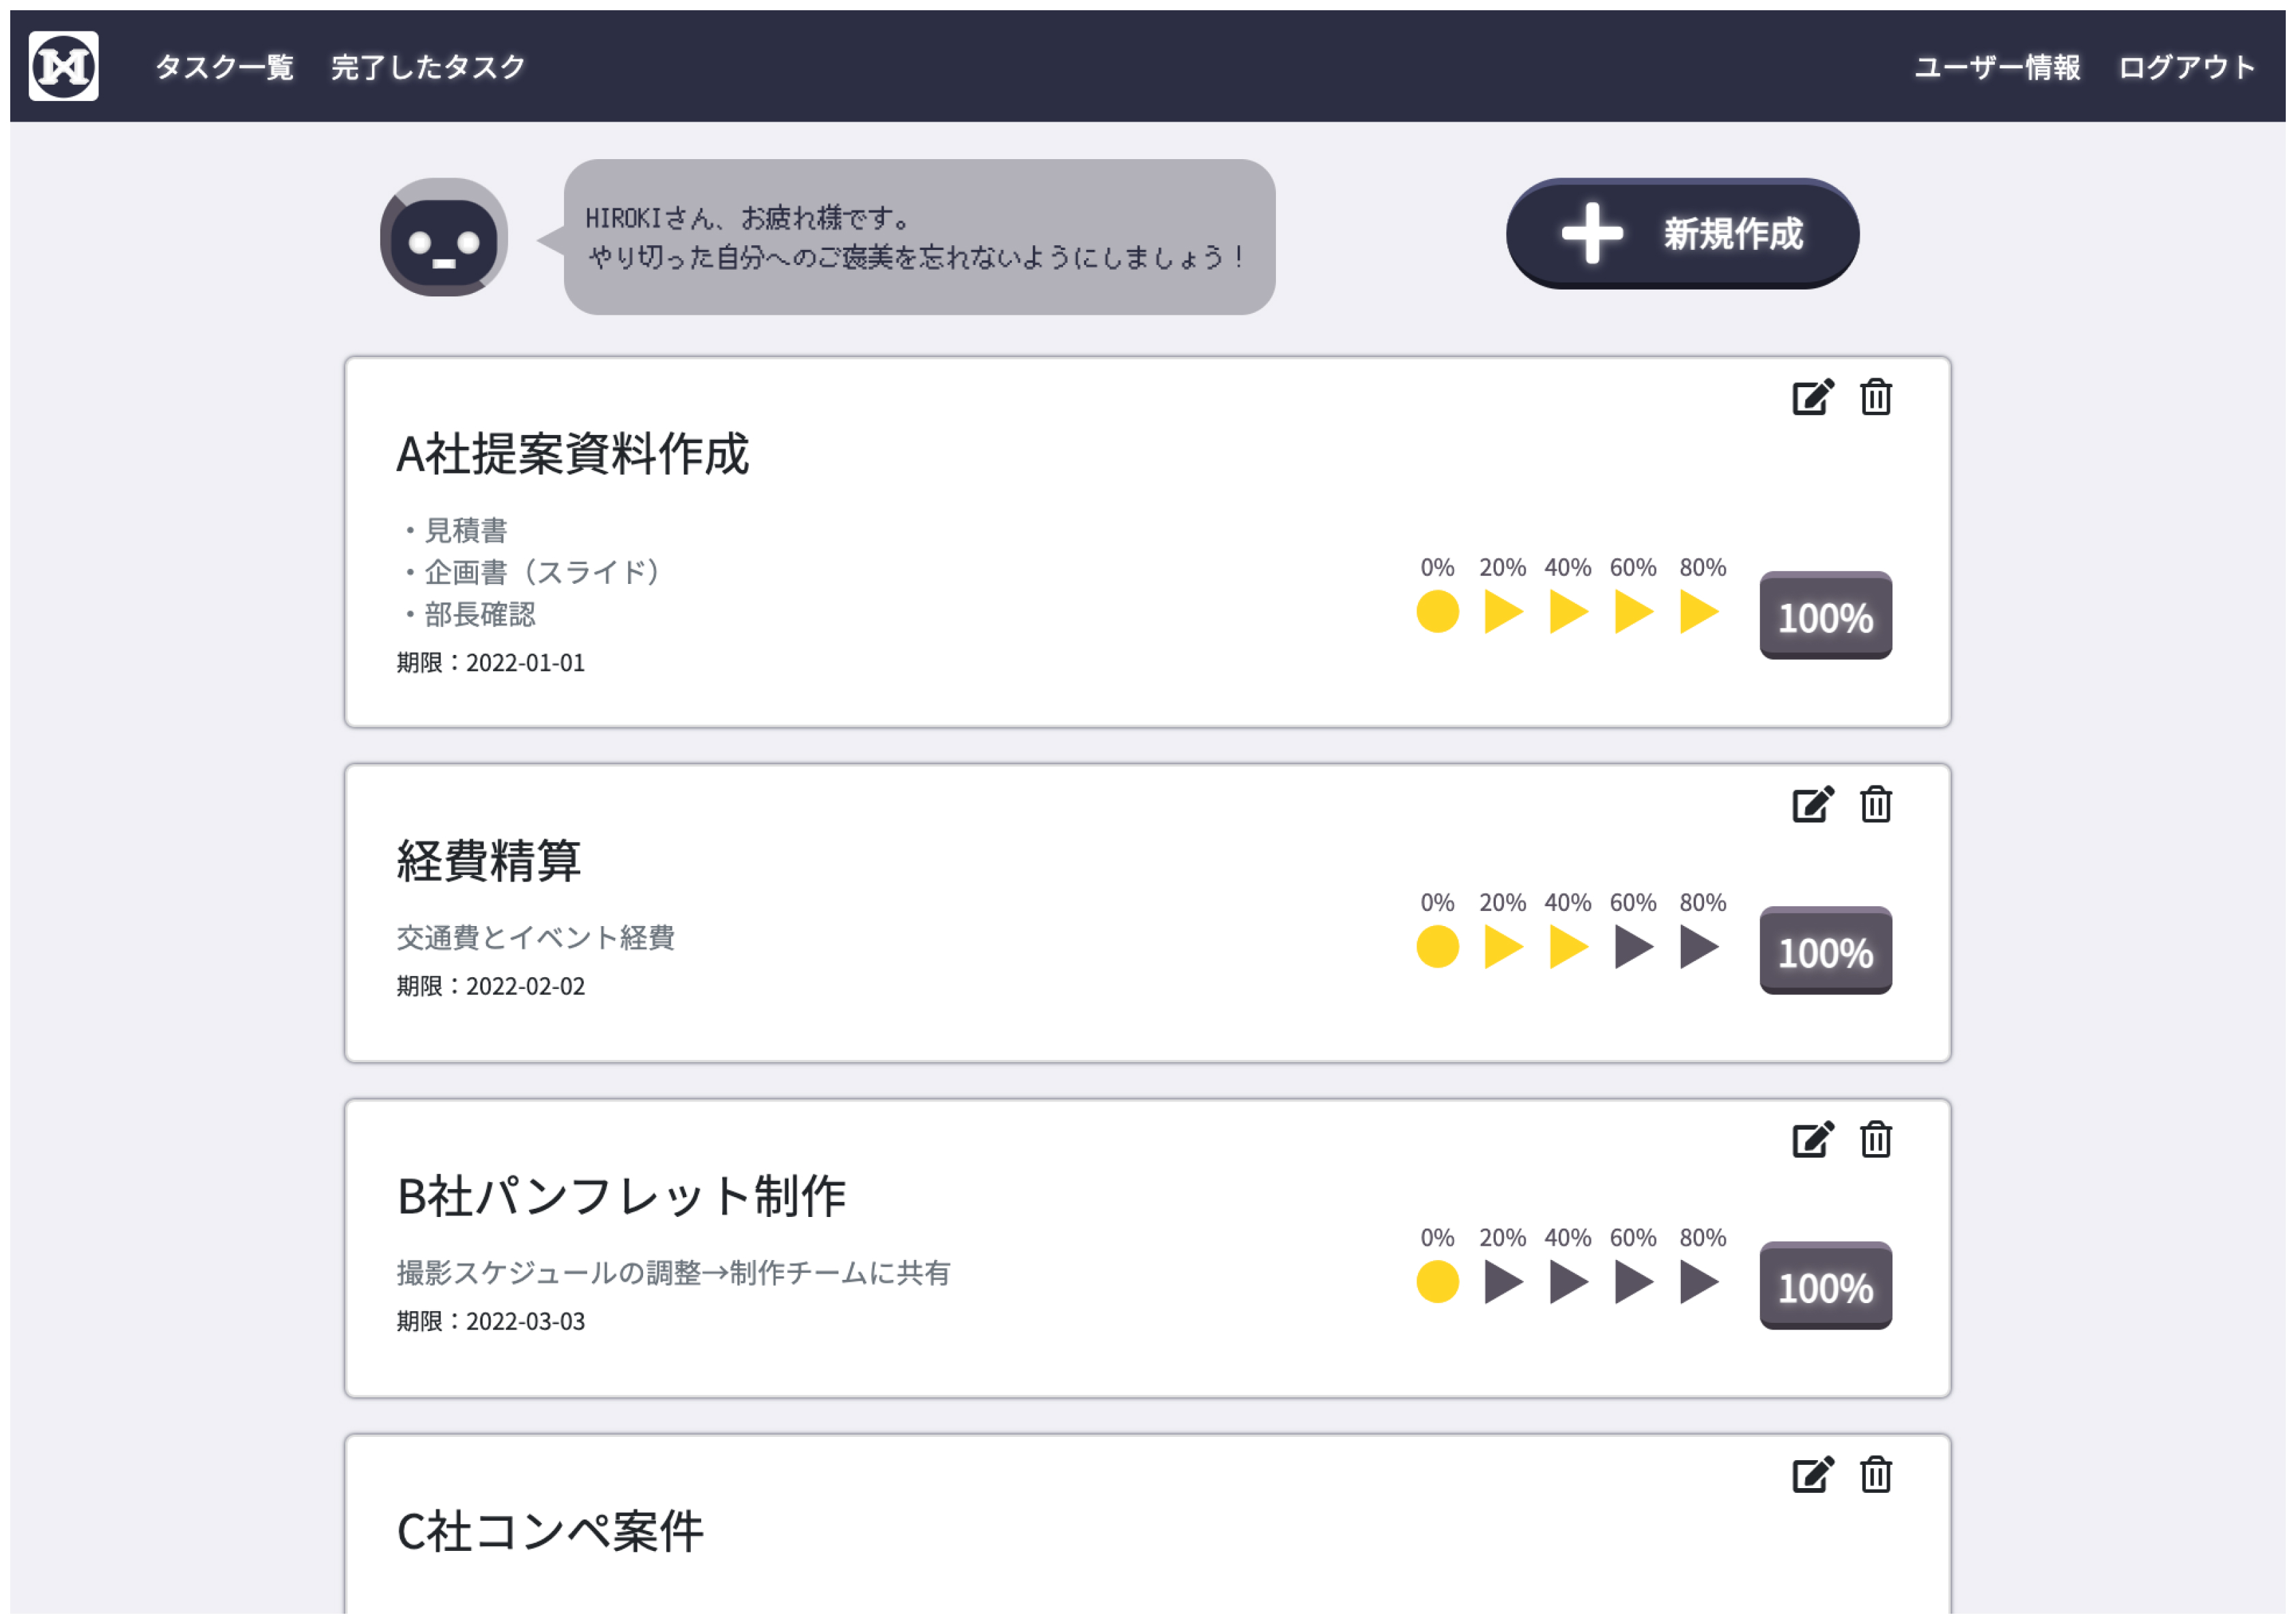 タスク一覧 完了したタスク ユーザー情報 ログアウト
HIROKIさん、お疲れ様です。
やり切った自分へのご褒美を忘れないようにしましょう！
新規作成
A社提案資料作成
・見積書
・企画書（スライド）
・部長確認
期限：2022-01-01
0% 20% 40% 60% 80%
100%
経費精算
交通費とイベント経費
期限：2022-02-02
0% 20% 40% 60% 80%
100%
B社パンフレット制作
撮影スケジュールの調整→制作チームに共有
期限：2022-03-03
0% 20% 40% 60% 80%
100%
C社コンペ案件